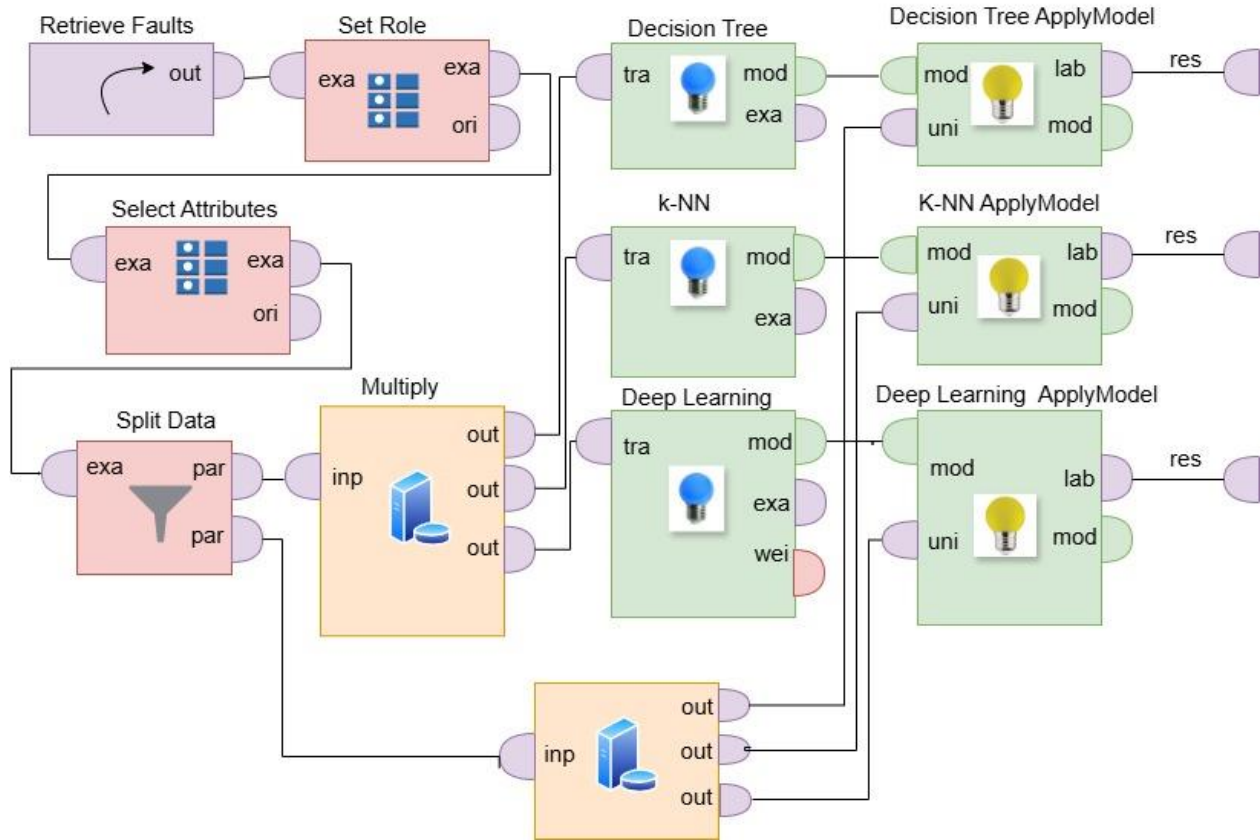 Retrieve Faults
out
Set Role
exa
exa
ori
Decision Tree
tra
mod
exa
Decision Tree ApplyModel
mod
lab
uni
mod
res
Select Attributes
exa
exa
ori
k-NN
tra
mod
exa
K-NN ApplyModel
mod
lab
uni
mod
res
Split Data
exa
par
par
Multiply
inp
out
out
out
Deep Learning
tra
mod
exa
wei
Deep Learning ApplyModel
mod
lab
uni
mod
res
inp
out
out
out